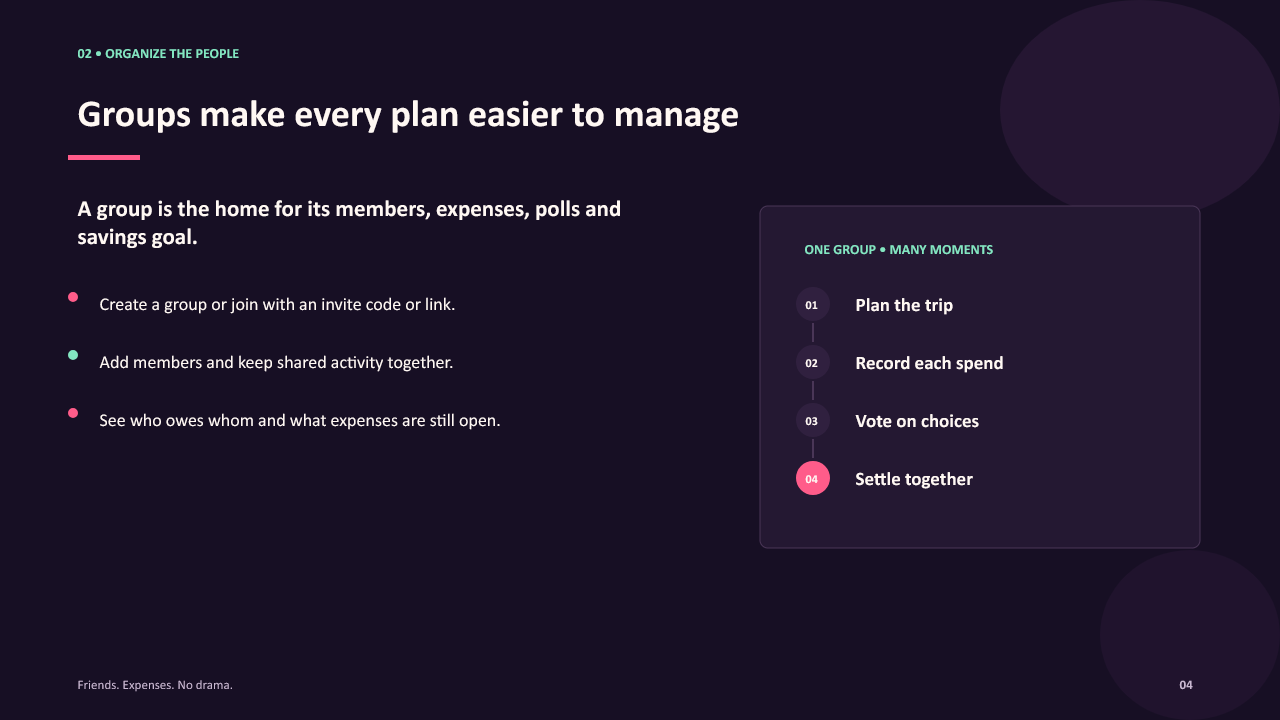 02 • ORGANIZE THE PEOPLE
Groups make every plan easier to manage
A group is the home for its members, expenses, polls and
savings goal.
Create a group or join with an invite code or link.
Add members and keep shared activity together.
See who owes whom and what expenses are still open.
ONE GROUP • MANY MOMENTS
01 Plan the trip
02 Record each spend
03 Vote on choices
04 Settle together
Friends. Expenses. No drama.
04